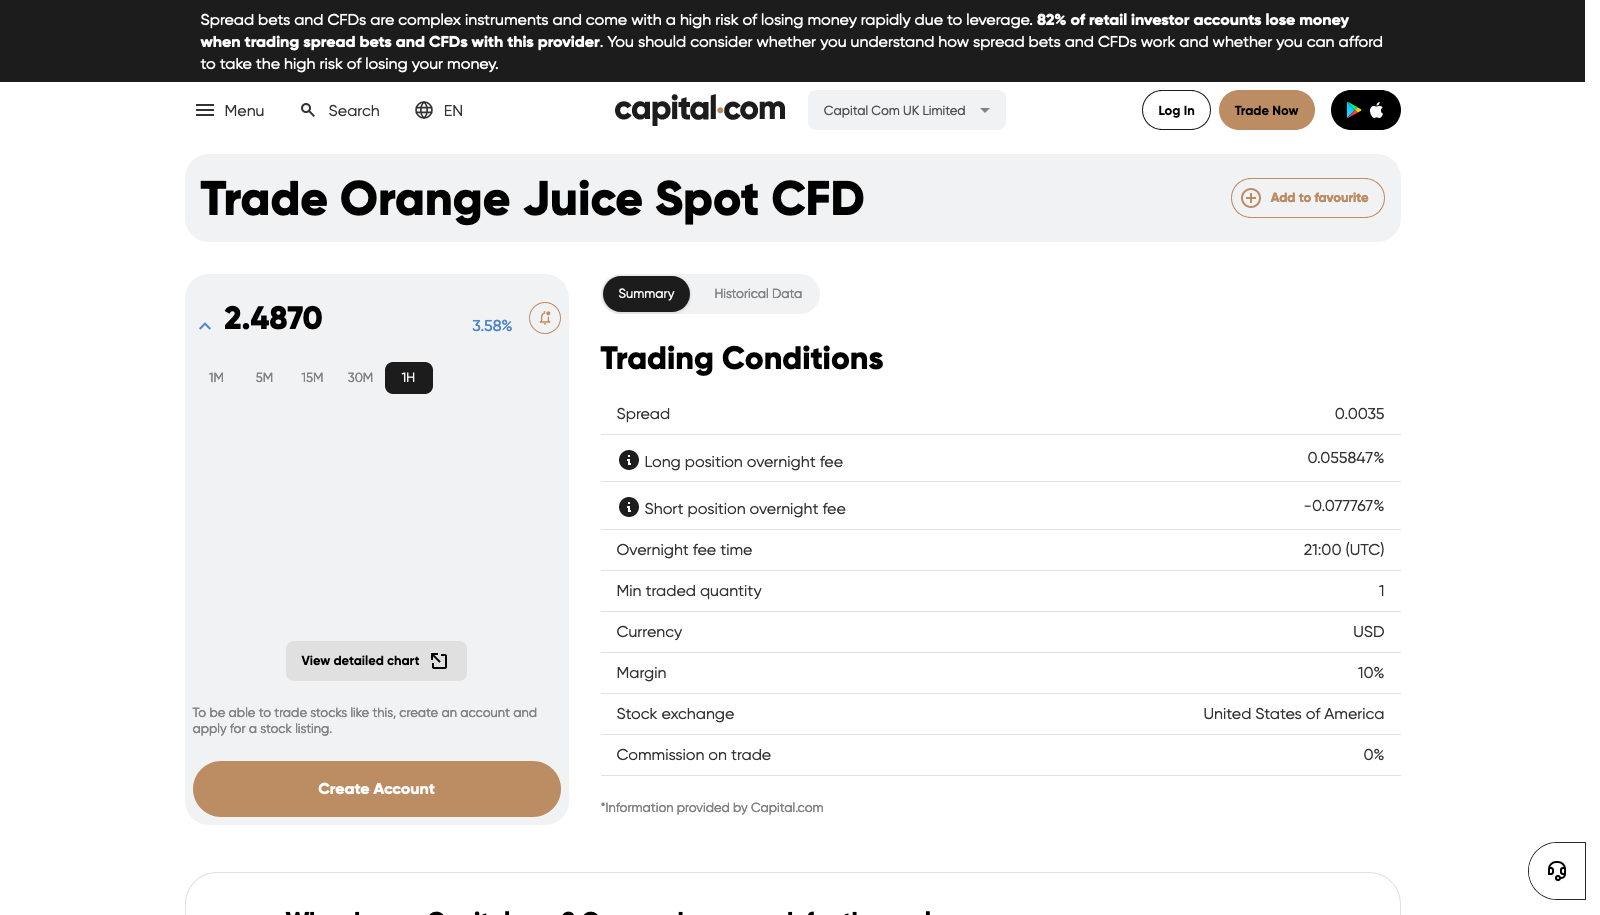 Spread bets and CFDs are complex instruments and come with a high risk of losing money rapidly due to leverage. 82% of retail investor accounts lose money
when trading spread bets and CFDs with this provider. You should consider whether you understand how spread bets and CFDs work and whether you can afford
to take the high risk of losing your money.
Menu
Search
EN
capital.com
Capital Com UK Limited
Log In
Trade Now
Trade Orange Juice Spot CFD
Add to favourite
2.4870
3.58%
1M
5M
15M
30M
1H
View detailed chart
To be able to trade stocks like this, create an account and
apply for a stock listing.
Create Account
Summary
Historical Data
Trading Conditions
Spread 0.0035
Long position overnight fee 0.055847%
Short position overnight fee -0.077767%
Overnight fee time 21:00 (UTC)
Min traded quantity 1
Currency USD
Margin 10%
Stock exchange United States of America
Commission on trade 0%
*Information provided by Capital.com